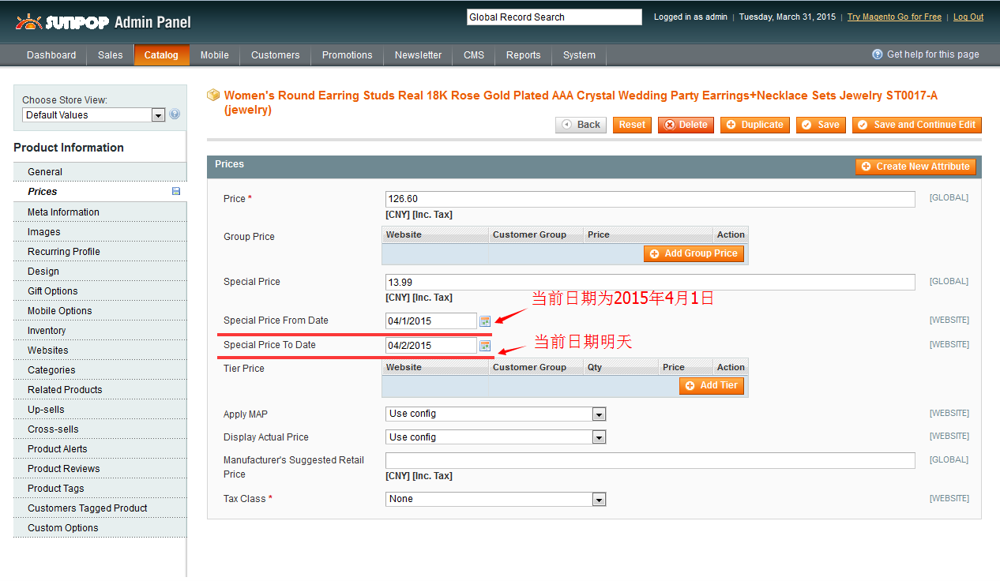 SUNPOP Admin Panel
Global Record Search
Logged in as admin | Tuesday, March 31, 2015 | Try Magento Go for Free | Log Out
Dashboard Sales Catalog Mobile Customers Promotions Newsletter CMS Reports System
Get help for this page
Choose Store View:
Default Values
Product Information
General
Prices
Meta Information
Images
Recurring Profile
Design
Gift Options
Mobile Options
Inventory
Websites
Categories
Related Products
Up-sells
Cross-sells
Product Alerts
Product Reviews
Product Tags
Customers Tagged Product
Custom Options
Women's Round Earring Studs Real 18K Rose Gold Plated AAA Crystal Wedding Party Earrings+Necklace Sets Jewelry ST0017-A
(jewelry)
Back Reset Delete Duplicate Save Save and Continue Edit
Prices Create New Attribute
Price * 126.60 [GLOBAL]
[CNY] [Inc. Tax]
Group Price Website Customer Group Price Action
Add Group Price
Special Price 13.99 [GLOBAL]
[CNY] [Inc. Tax]
当前日期为2015年4月1日
Special Price From Date 04/1/2015 [WEBSITE]
当前日期明天
Special Price To Date 04/2/2015 [WEBSITE]
Tier Price Website Customer Group Qty Price Action
Add Tier
Apply MAP Use config [WEBSITE]
Display Actual Price Use config [WEBSITE]
Manufacturer's Suggested Retail [GLOBAL]
Price
[CNY] [Inc. Tax]
Tax Class * None [WEBSITE]